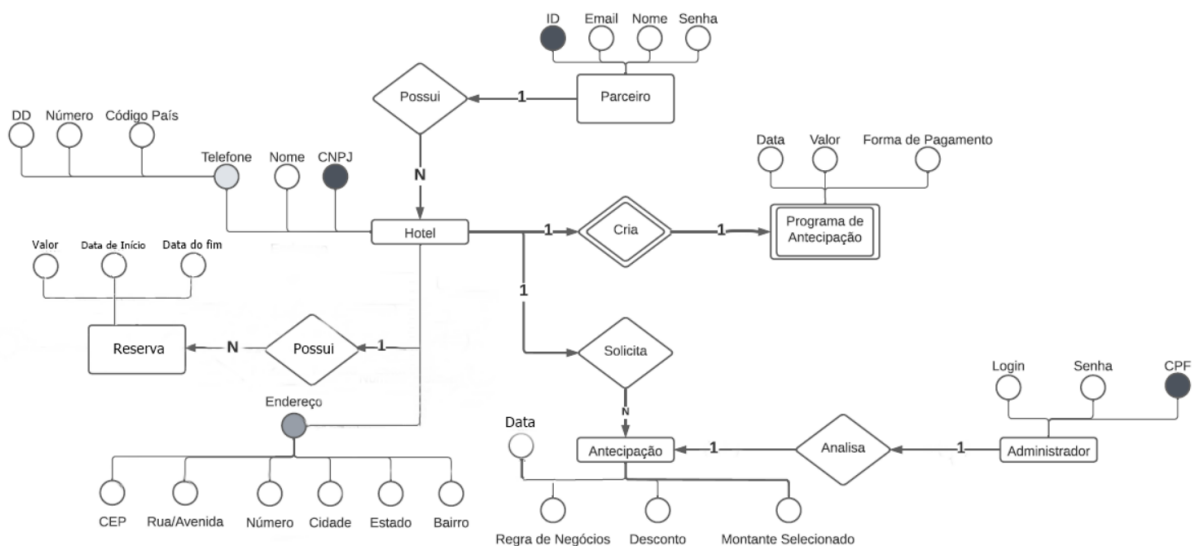 ID Email Nome Senha
Possui 1 Parceiro
DD Número Código País
Telefone Nome CNPJ
Data Valor Forma de Pagamento
N
Hotel 1 Cria 1 Programa de
Antecipação
Valor Data de Início Data do fim
1
Reserva N Possui 1
Solicita
Endereço
N
Login Senha CPF
Data
Antecipação 1 Analisa 1 Administrador
CEP Rua/Avenida Número Cidade Estado Bairro
Regra de Negócios Desconto Montante Selecionado